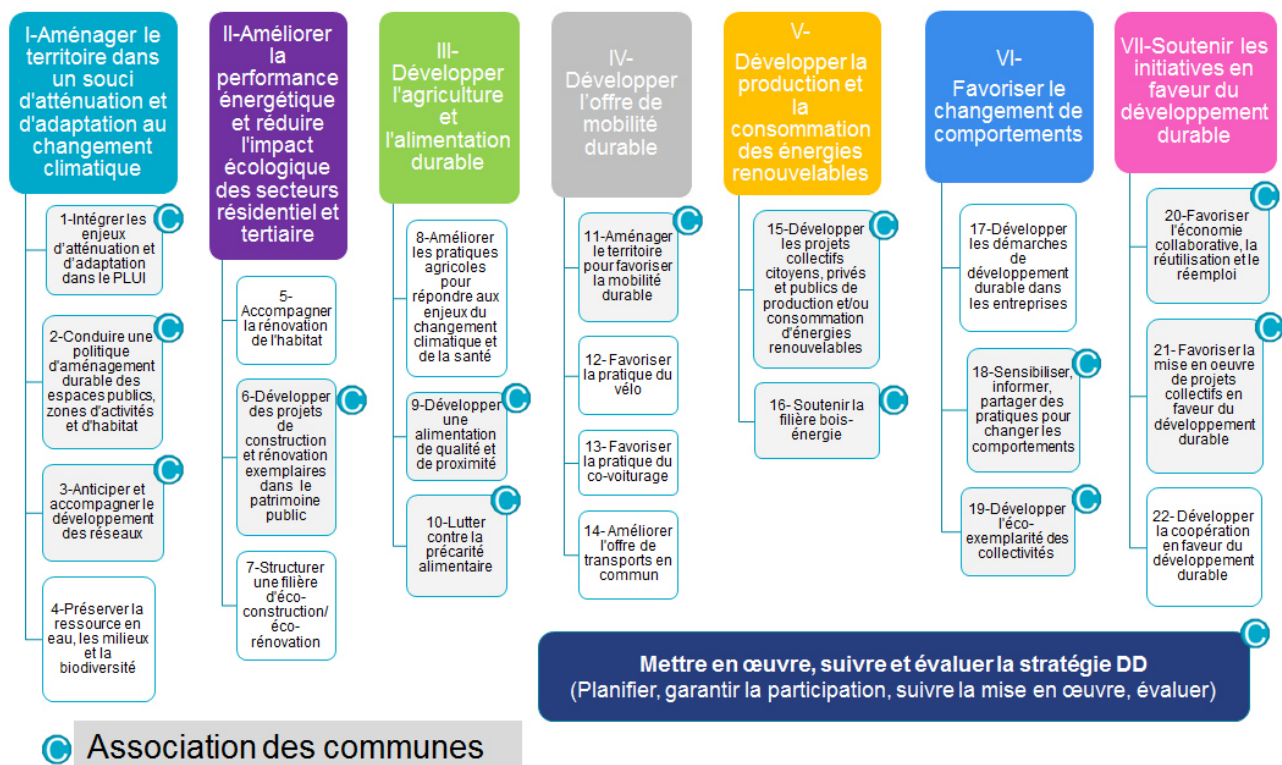 I-Aménager le
territoire dans
un souci
d'atténuation et
d'adaptation au
changement
climatique
C
1-Intégrer les
enjeux
d'atténuation et
d'adaptation
dans le PLUI
C
2-Conduire une
politique
d'aménagement
durable des
espaces publics,
zones d'activités
et d'habitat
C
3-Anticiper et
accompagner le
développement
des réseaux
4-Préserver la
ressource en
eau, les milieux
et la
biodiversité
II-Améliorer
la
performance
énergétique
et réduire
l'impact
écologique
des secteurs
résidentiel et
tertiaire
5-
Accompagner
la rénovation
de l'habitat
C
6-Développer
des projets
de
construction
et rénovation
exemplaires
dans le
patrimoine
public
7-Structurer
une filière
d'éco-
construction/
éco-
rénovation
III-
Développer
l'agriculture
et
l'alimentation
durable
8-Améliorer
les pratiques
agricoles
pour
répondre aux
enjeux du
changement
climatique
et de la santé
C
9-Développer
une
alimentation
de qualité et
de proximité
C
10-Lutter
contre la
précarité
alimentaire
IV-
Développer
l'offre de
mobilité
durable
C
11-Aménager
le territoire
pour favoriser
la mobilité
durable
12- Favoriser
la pratique du
vélo
13- Favoriser
la pratique du
co-voiturage
14- Améliorer
l'offre de
transports en
commun
V-
Développer la
production et
la
consommation
des énergies
renouvelables
C
15-Développer
les projets
collectifs
citoyens, privés
et publics de
production et/ou
consommation
d'énergies
renouvelables
C
16- Soutenir la
filière bois-
énergie
VI-
Favoriser le
changement de
comportements
17-Développer
les démarches
de
développement
durable dans
les entreprises
C
18-Sensibiliser,
informer,
partager des
pratiques pour
changer les
comportements
C
19-Développer
l'éco-
exemplarité des
collectivités
VII-Soutenir les
initiatives en
faveur du
développement
durable
C
20-Favoriser
l'économie
collaborative, la
réutilisation et le
réemploi
C
21- Favoriser la
mise en oeuvre
de projets
collectifs en
faveur du
développement
durable
22- Développer
la coopération
en faveur du
développement
durable
C
Mettre en œuvre, suivre et évaluer la stratégie DD
(Planifier, garantir la participation, suivre la mise en œuvre, évaluer)
C Association des communes